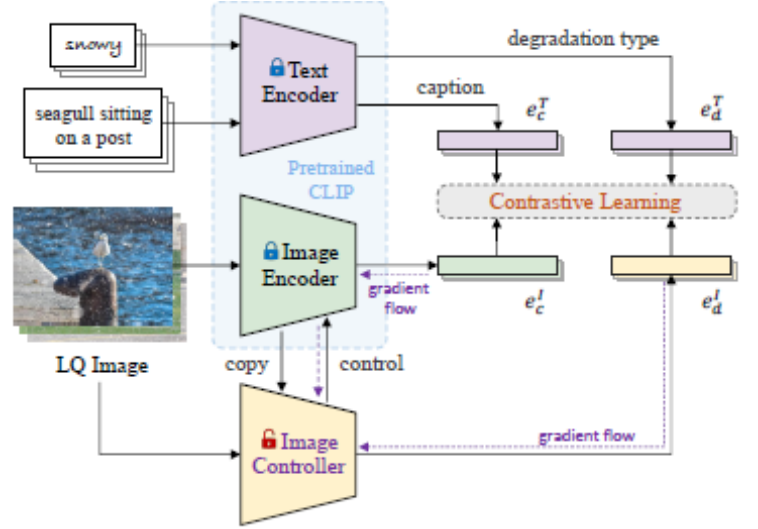 snowy
seagull sitting
on a post
Text
Encoder
degradation type
caption
e_c^T
e_d^T
Pretrained
CLIP
Contrastive Learning
Image
Encoder
gradient
flow
e_c^I
e_d^I
LQ Image
copy
control
gradient flow
Image
Controller